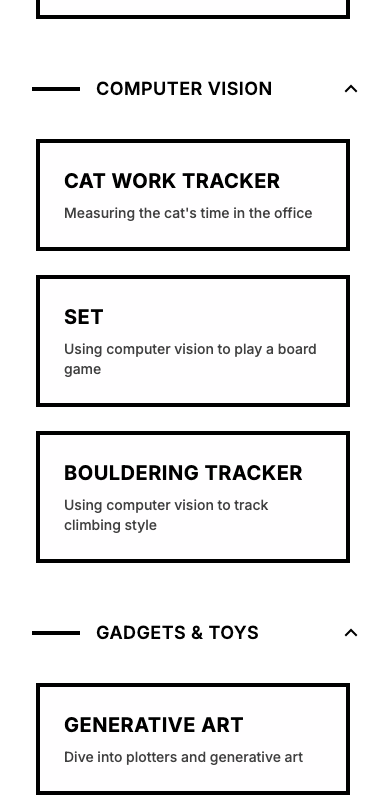 COMPUTER VISION
CAT WORK TRACKER
Measuring the cat's time in the office
SET
Using computer vision to play a board
game
BOULDERING TRACKER
Using computer vision to track
climbing style
GADGETS & TOYS
GENERATIVE ART
Dive into plotters and generative art